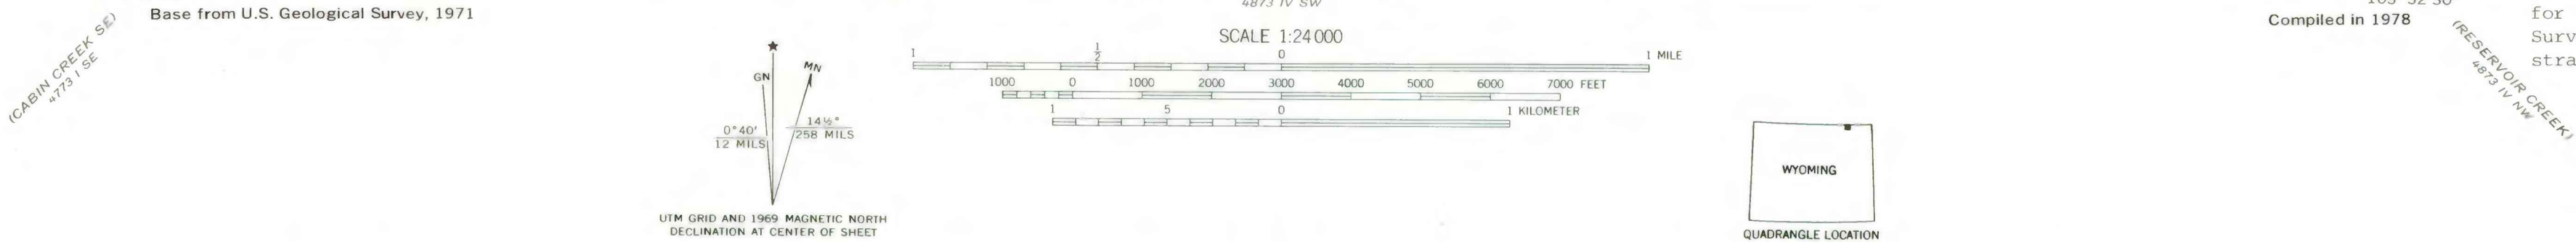 Base from U.S. Geological Survey, 1971
(CABIN CREEK SE)
4773 I SE
4873 IV SW
SCALE 1:24 000
1 1/2 0 1 MILE
1000 0 1000 2000 3000 4000 5000 6000 7000 FEET
1 5 0 1 KILOMETER
★
GN MN
0°40' 14½°
12 MILS 258 MILS
UTM GRID AND 1969 MAGNETIC NORTH
DECLINATION AT CENTER OF SHEET
WYOMING
QUADRANGLE LOCATION
Compiled in 1978
(RESERVOIR CREEK)
4873 IV NW
for
Surv
stra